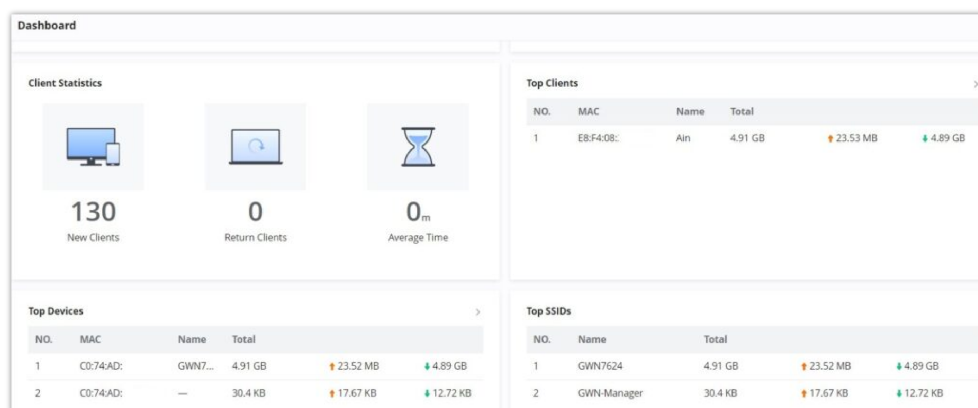 Dashboard
Client Statistics
130
New Clients
0
Return Clients
0m
Average Time
Top Clients
NO. MAC Name Total
1 E8:F4:08:. Ain 4.91 GB 23.53 MB 4.89 GB
Top Devices
NO. MAC Name Total
1 C0:74:AD: GWN7... 4.91 GB 23.52 MB 4.89 GB
2 C0:74:AD: — 30.4 KB 17.67 KB 12.72 KB
Top SSIDs
NO. Name Total
1 GWN7624 4.91 GB 23.52 MB 4.89 GB
2 GWN-Manager 30.4 KB 17.67 KB 12.72 KB